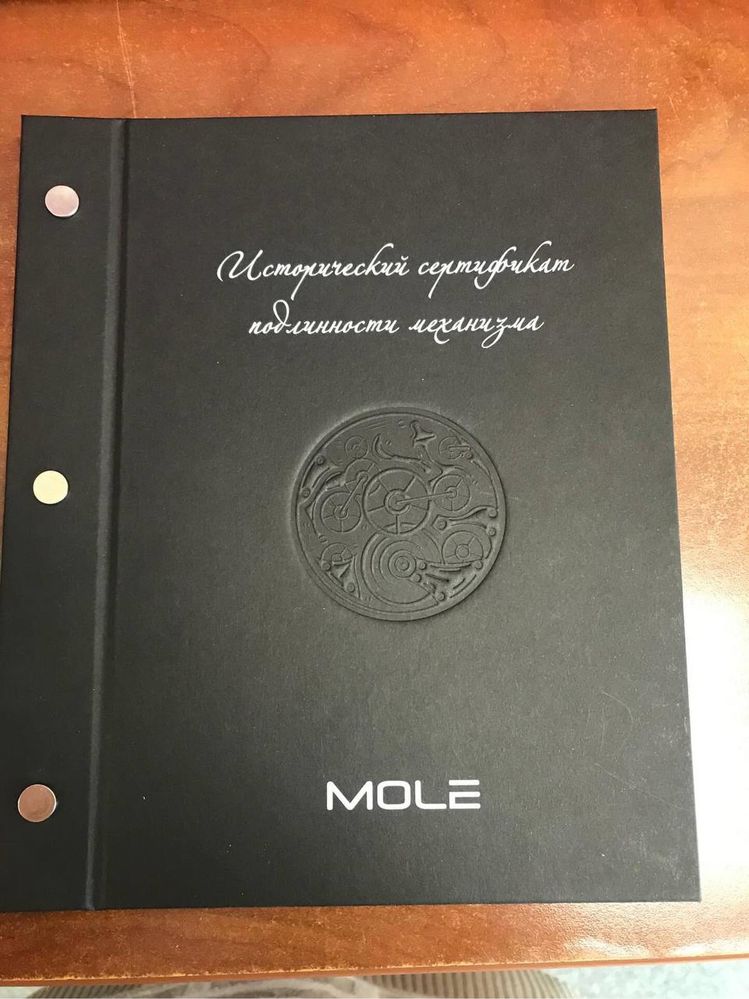 Исторический сертификат
подлинности механизма
MOLE